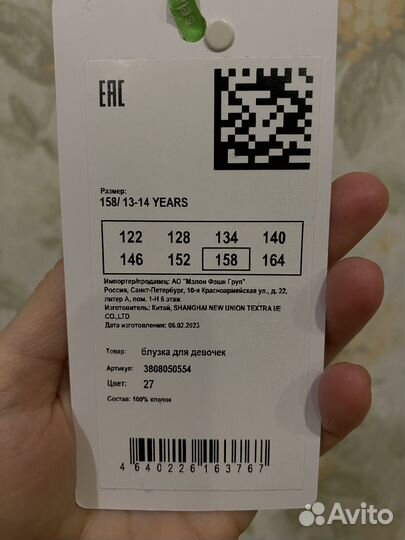 EAC
Размер:
158/ 13-14 YEARS
122 128 134 140
146 152 158 164
Импортер/продавец: АО "Мэлон Фэшн Груп"
Россия, Санкт-Петербург, 10-я Красноармейская ул., д. 22,
литер А, пом. 1-Н 6 этаж
Изготовитель: Китай, SHANGHAI NEW UNION TEXTRA I/E
CO.,LTD
Дата изготовления: 06.02.2023
Товар: блузка для девочек
Артикул: 3808050554
Цвет: 27
Состав: 100% хлопок
4640226163767
Avito